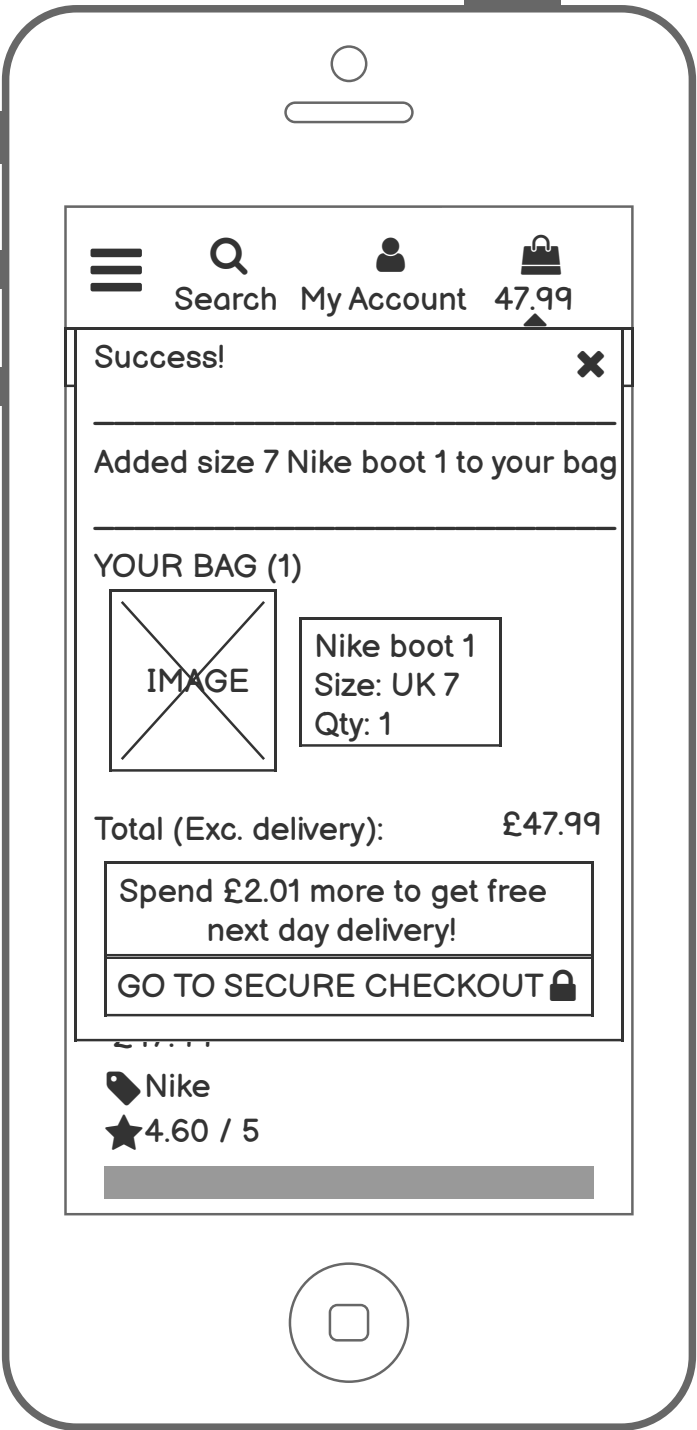 Search My Account 47.99
Success!
Added size 7 Nike boot 1 to your bag
YOUR BAG (1)
IMAGE
Nike boot 1
Size: UK 7
Qty: 1
Total (Exc. delivery): £47.99
Spend £2.01 more to get free
next day delivery!
GO TO SECURE CHECKOUT
Nike
4.60 / 5